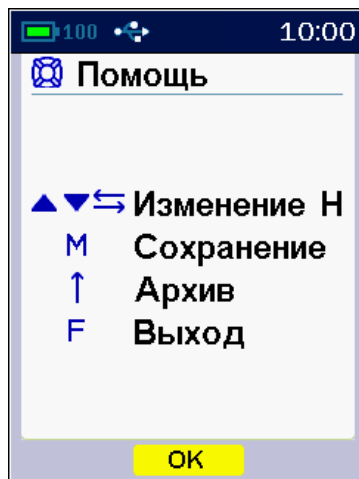 100 10:00
Помощь
▲ ▼ ⇆ Изменение Н
М Сохранение
↑ Архив
F Выход
OK